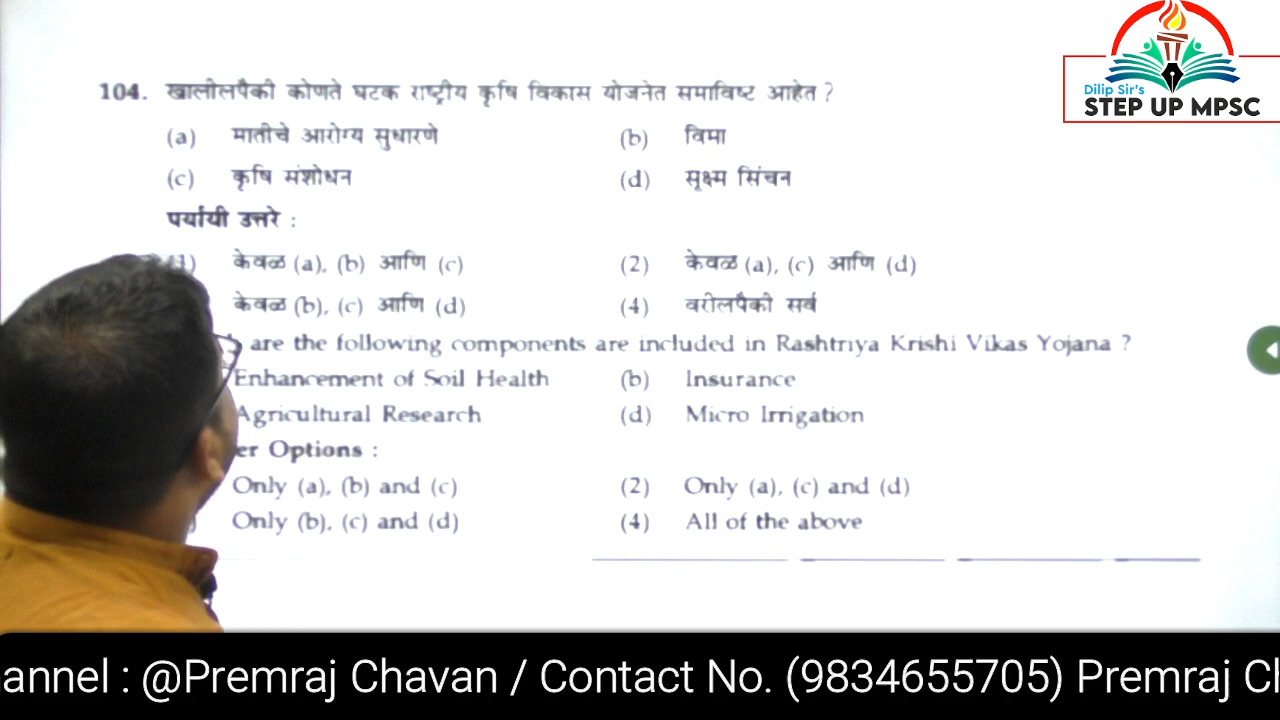 Dilip Sir's
STEP UP MPSC
104. खालीलपैकी कोणते घटक राष्ट्रीय कृषि विकास योजनेत समाविष्ट आहेत ?
(a) मातीचे आरोग्य सुधारणे (b) विमा
(c) कृषि संशोधन (d) सूक्ष्म सिंचन
पर्यायी उत्तरे :
केवळ (a), (b) आणि (c) (2) केवळ (a), (c) आणि (d)
केवळ (b), (c) आणि (d) (4) वरीलपैकी सर्व
are the following components are included in Rashtriya Krishi Vikas Yojana ?
Enhancement of Soil Health (b) Insurance
Agricultural Research (d) Micro Irrigation
er Options :
Only (a), (b) and (c) (2) Only (a), (c) and (d)
Only (b), (c) and (d) (4) All of the above
annel : @Premraj Chavan / Contact No. (9834655705) Premraj Ch